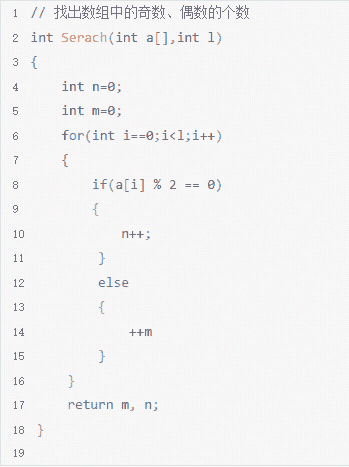 1 // 找出数组中的奇数、偶数的个数
2 int Serach(int a[],int l)
3 {
4 int n=0;
5 int m=0;
6 for(int i==0;i<l;i++)
7 {
8 if(a[i] % 2 == 0)
9 {
10 n++;
11 }
12 else
13 {
14 ++m
15 }
16 }
17 return m, n;
18 }
19